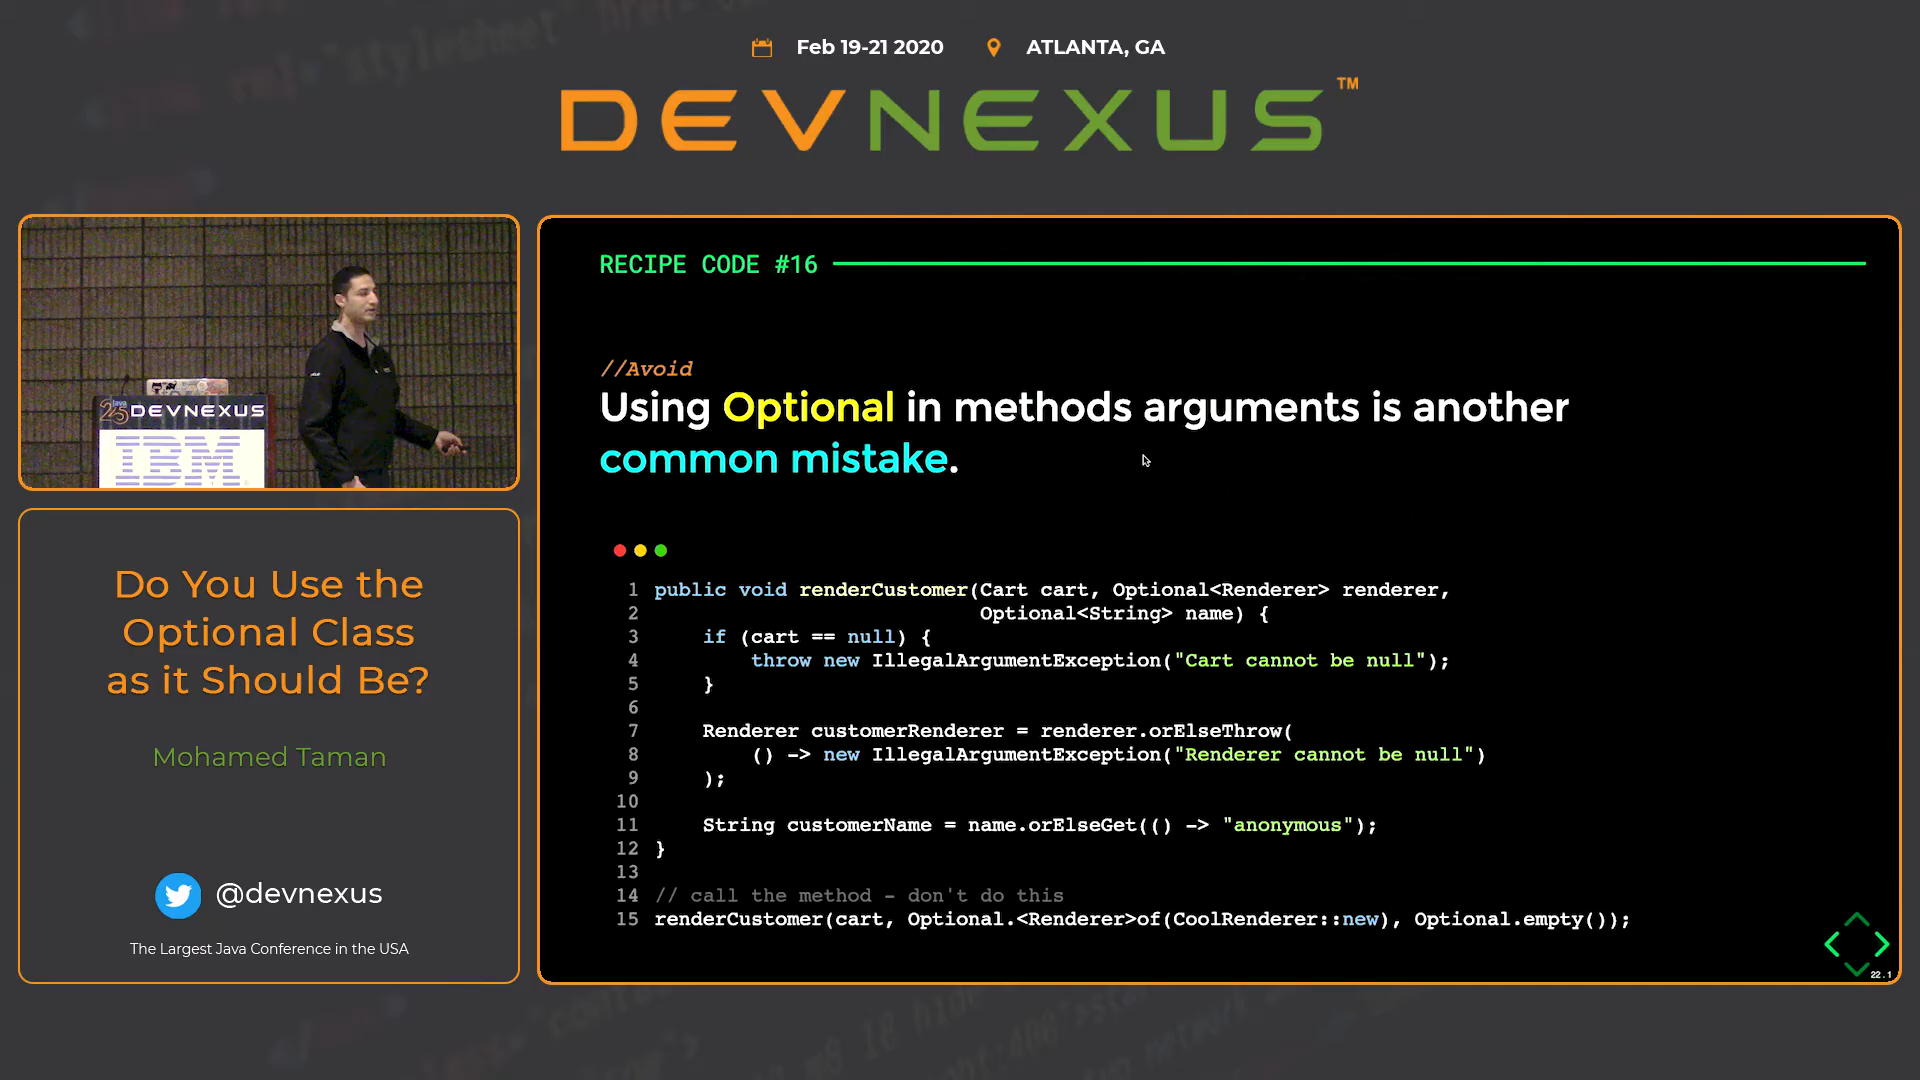 Feb 19-21 2020 ATLANTA, GA
DEVNEXUS™
25 DEVNEXUS
IBM
Do You Use the
Optional Class
as it Should Be?
Mohamed Taman
@devnexus
The Largest Java Conference in the USA
RECIPE CODE #16
//Avoid
Using Optional in methods arguments is another
common mistake.
1 public void renderCustomer(Cart cart, Optional<Renderer> renderer,
2 Optional<String> name) {
3 if (cart == null) {
4 throw new IllegalArgumentException("Cart cannot be null");
5 }
6
7 Renderer customerRenderer = renderer.orElseThrow(
8 () -> new IllegalArgumentException("Renderer cannot be null")
9 );
10
11 String customerName = name.orElseGet(() -> "anonymous");
12 }
13
14 // call the method - don't do this
15 renderCustomer(cart, Optional.<Renderer>of(CoolRenderer::new), Optional.empty());
22.1